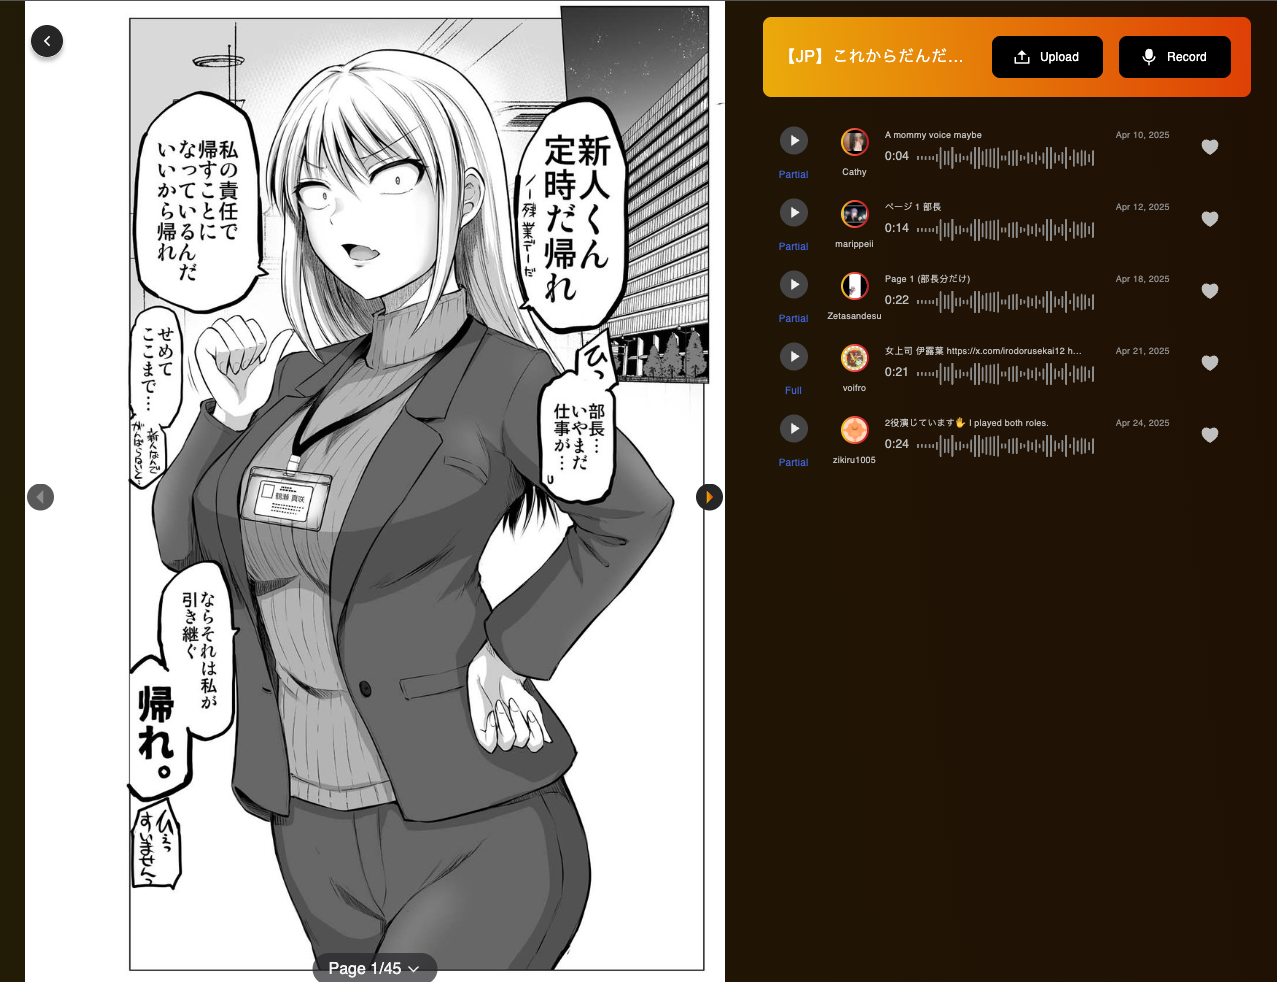 新人くん
定時だ帰れ
ノー残業デーだ
ひっ
部長…
いやまだ
仕事が…
私の責任で
帰すことに
なっているんだ
いいから帰れ
せめて
ここまで…
新人なんで
がんばらないと
鶴瀬 真咲
ならそれは私が
引き継ぐ
帰れ。
ひぇっ
すいませんっ
Page 1/45
【JP】これからだんだ...
Upload
Record
A mommy voice maybe
Apr 10, 2025
0:04
Partial
Cathy
ページ 1 部長
Apr 12, 2025
0:14
Partial
marippeii
Page 1 (部長分だけ)
Apr 18, 2025
0:22
Partial
Zetasandesu
女上司 伊露葉 https://x.com/irodorusekai12 h...
Apr 21, 2025
0:21
Full
voifro
2役演じています✋ I played both roles.
Apr 24, 2025
0:24
Partial
zikiru1005